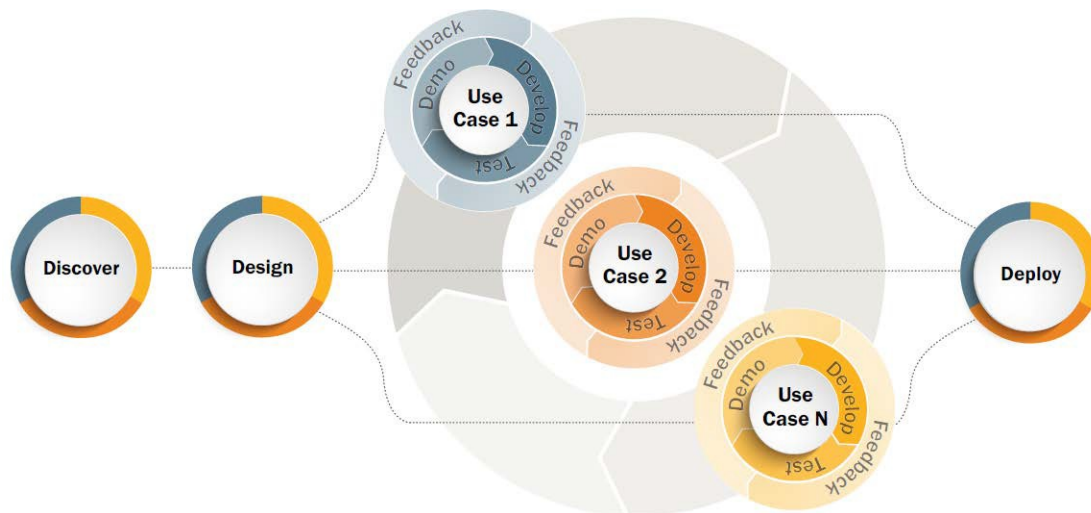 Discover
Design
Feedback
Demo
Develop
Test
Feedback
Use
Case 1
Feedback
Demo
Develop
Test
Feedback
Use
Case 2
Feedback
Demo
Develop
Test
Feedback
Use
Case N
Deploy